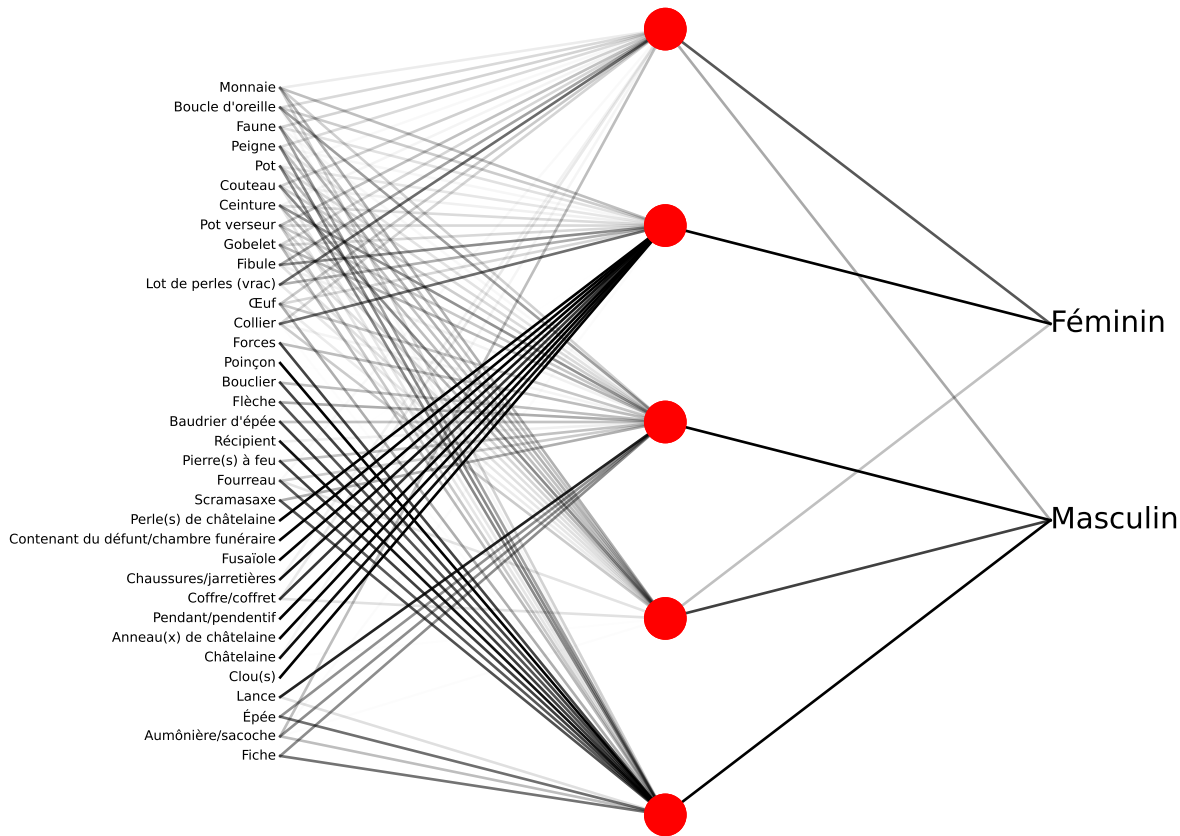 Monnaie
Boucle d'oreille
Faune
Peigne
Pot
Couteau
Ceinture
Pot verseur
Gobelet
Fibule
Lot de perles (vrac)
Œuf
Collier
Forces
Poinçon
Bouclier
Flèche
Baudrier d'épée
Récipient
Pierre(s) à feu
Fourreau
Scramasaxe
Perle(s) de châtelaine
Contenant du défunt/chambre funéraire
Fusaïole
Chaussures/jarretières
Coffre/coffret
Pendant/pendentif
Anneau(x) de châtelaine
Châtelaine
Clou(s)
Lance
Épée
Aumônière/sacoche
Fiche
Féminin
Masculin